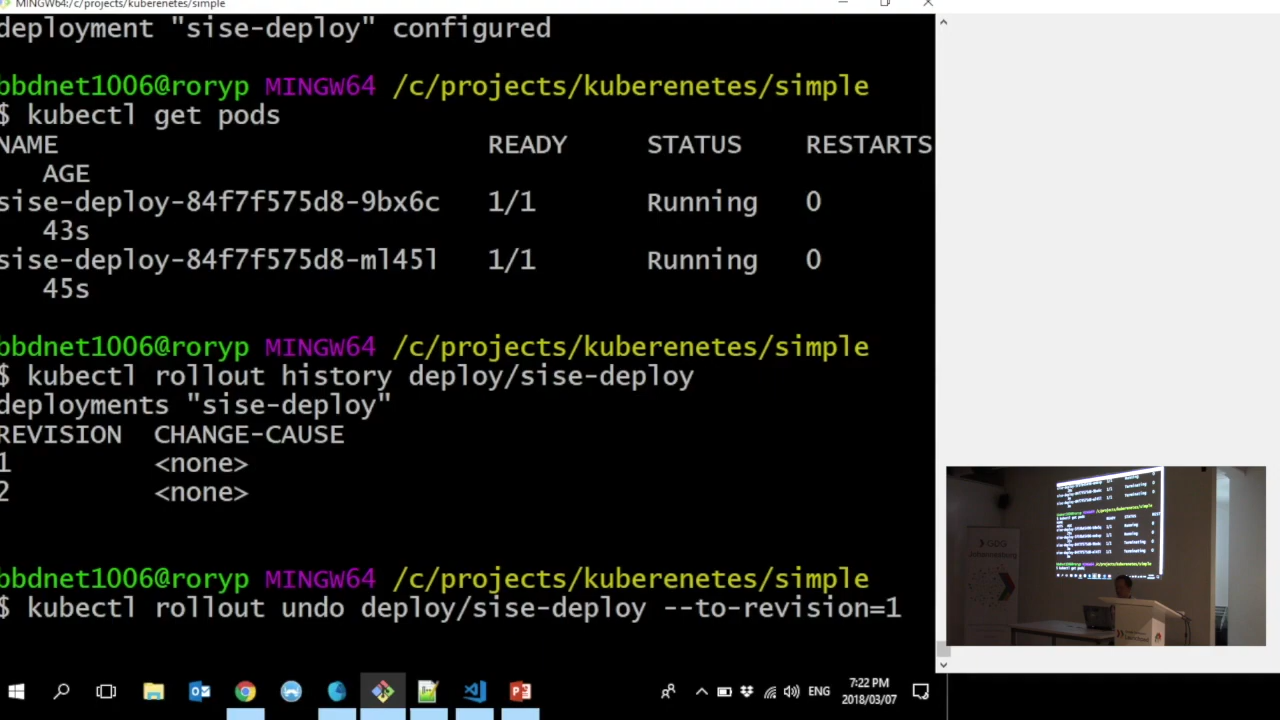 MINGW64:/c/projects/kuberenetes/simple
deployment "sise-deploy" configured
bbdnet1006@roryp MINGW64 /c/projects/kuberenetes/simple
$ kubectl get pods
NAME READY STATUS RESTARTS
AGE
sise-deploy-84f7f575d8-9bx6c 1/1 Running 0
43s
sise-deploy-84f7f575d8-ml45l 1/1 Running 0
45s
bbdnet1006@roryp MINGW64 /c/projects/kuberenetes/simple
$ kubectl rollout history deploy/sise-deploy
deployments "sise-deploy"
REVISION CHANGE-CAUSE
1 <none>
2 <none>
bbdnet1006@roryp MINGW64 /c/projects/kuberenetes/simple
$ kubectl rollout undo deploy/sise-deploy --to-revision=1
ENG
7:22 PM
2018/03/07